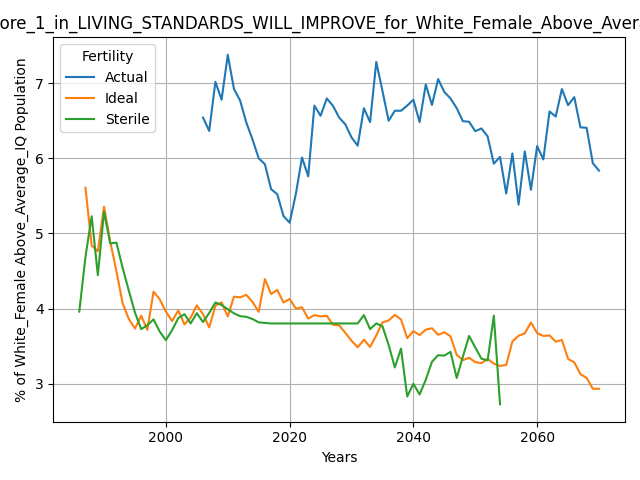 ore_1_in_LIVING_STANDARDS_WILL_IMPROVE_for_White_Female_Above_Avera
Fertility
Actual
Ideal
Sterile
% of White_Female Above_Average_IQ Population
7
6
5
4
3
2000
2020
2040
2060
Years